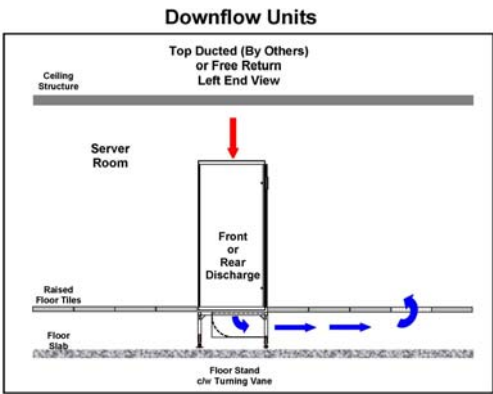 Downflow Units
Top Ducted (By Others)
or Free Return
Left End View
Ceiling
Structure
Server
Room
Front
or
Rear
Discharge
Raised
Floor Tiles
Floor
Slab
Floor Stand
c/w Turning Vane